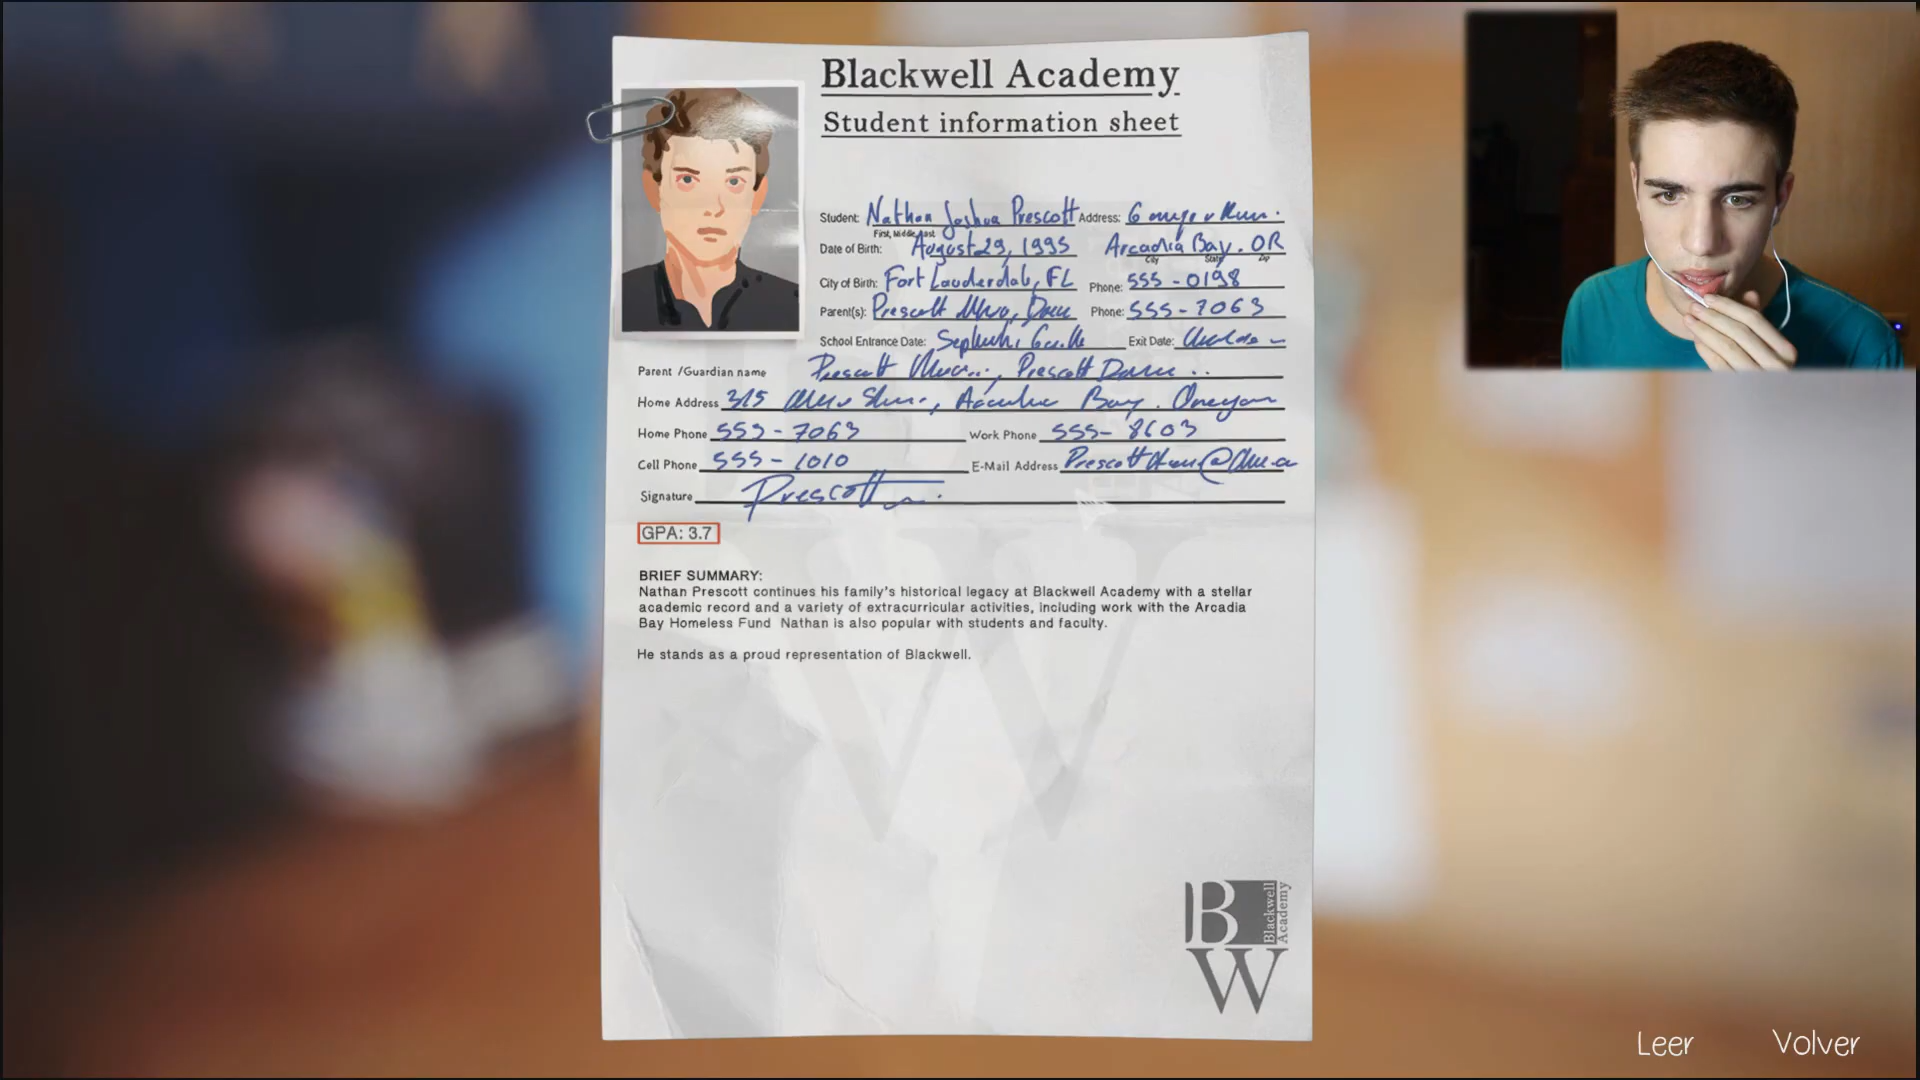 Blackwell Academy
Student information sheet
Student: Nathan Joshua Prescott Address:
First, Middle, Last
Date of Birth: August 29, 1995 Arcadia Bay. OR
City State Zip
City of Birth: Fort Lauderdale, FL Phone: 555-0198
Parent(s): Prescott Phone: 555-7063
School Entrance Date: Exit Date:
Parent /Guardian name Prescott Prescott
Home Address 315 Bay.
Home Phone 555-7063 Work Phone 555-8603
Cell Phone 555-1010 E-Mail Address
Signature Prescott
GPA: 3.7
BRIEF SUMMARY:
Nathan Prescott continues his family's historical legacy at Blackwell Academy with a stellar
academic record and a variety of extracurricular activities, including work with the Arcadia
Bay Homeless Fund Nathan is also popular with students and faculty.
He stands as a proud representation of Blackwell.
B Blackwell Academy
W
Leer Volver